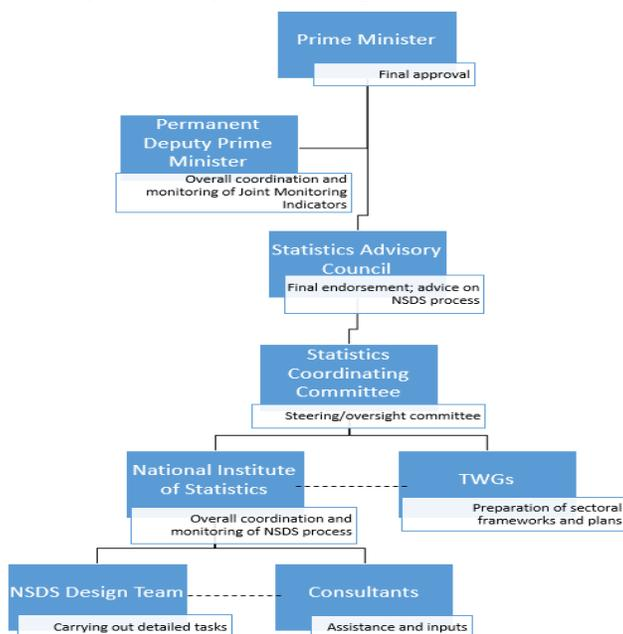 Prime Minister
Final approval
Permanent
Deputy Prime
Minister
Overall coordination and
monitoring of Joint Monitoring
Indicators
Statistics Advisory
Council
Final endorsement; advice on
NSDS process
Statistics
Coordinating
Committee
Steering/oversight committee
National Institute
of Statistics
Overall coordination and
monitoring of NSDS process
TWGs
Preparation of sectoral
frameworks and plans
NSDS Design Team
Carrying out detailed tasks
Consultants
Assistance and inputs